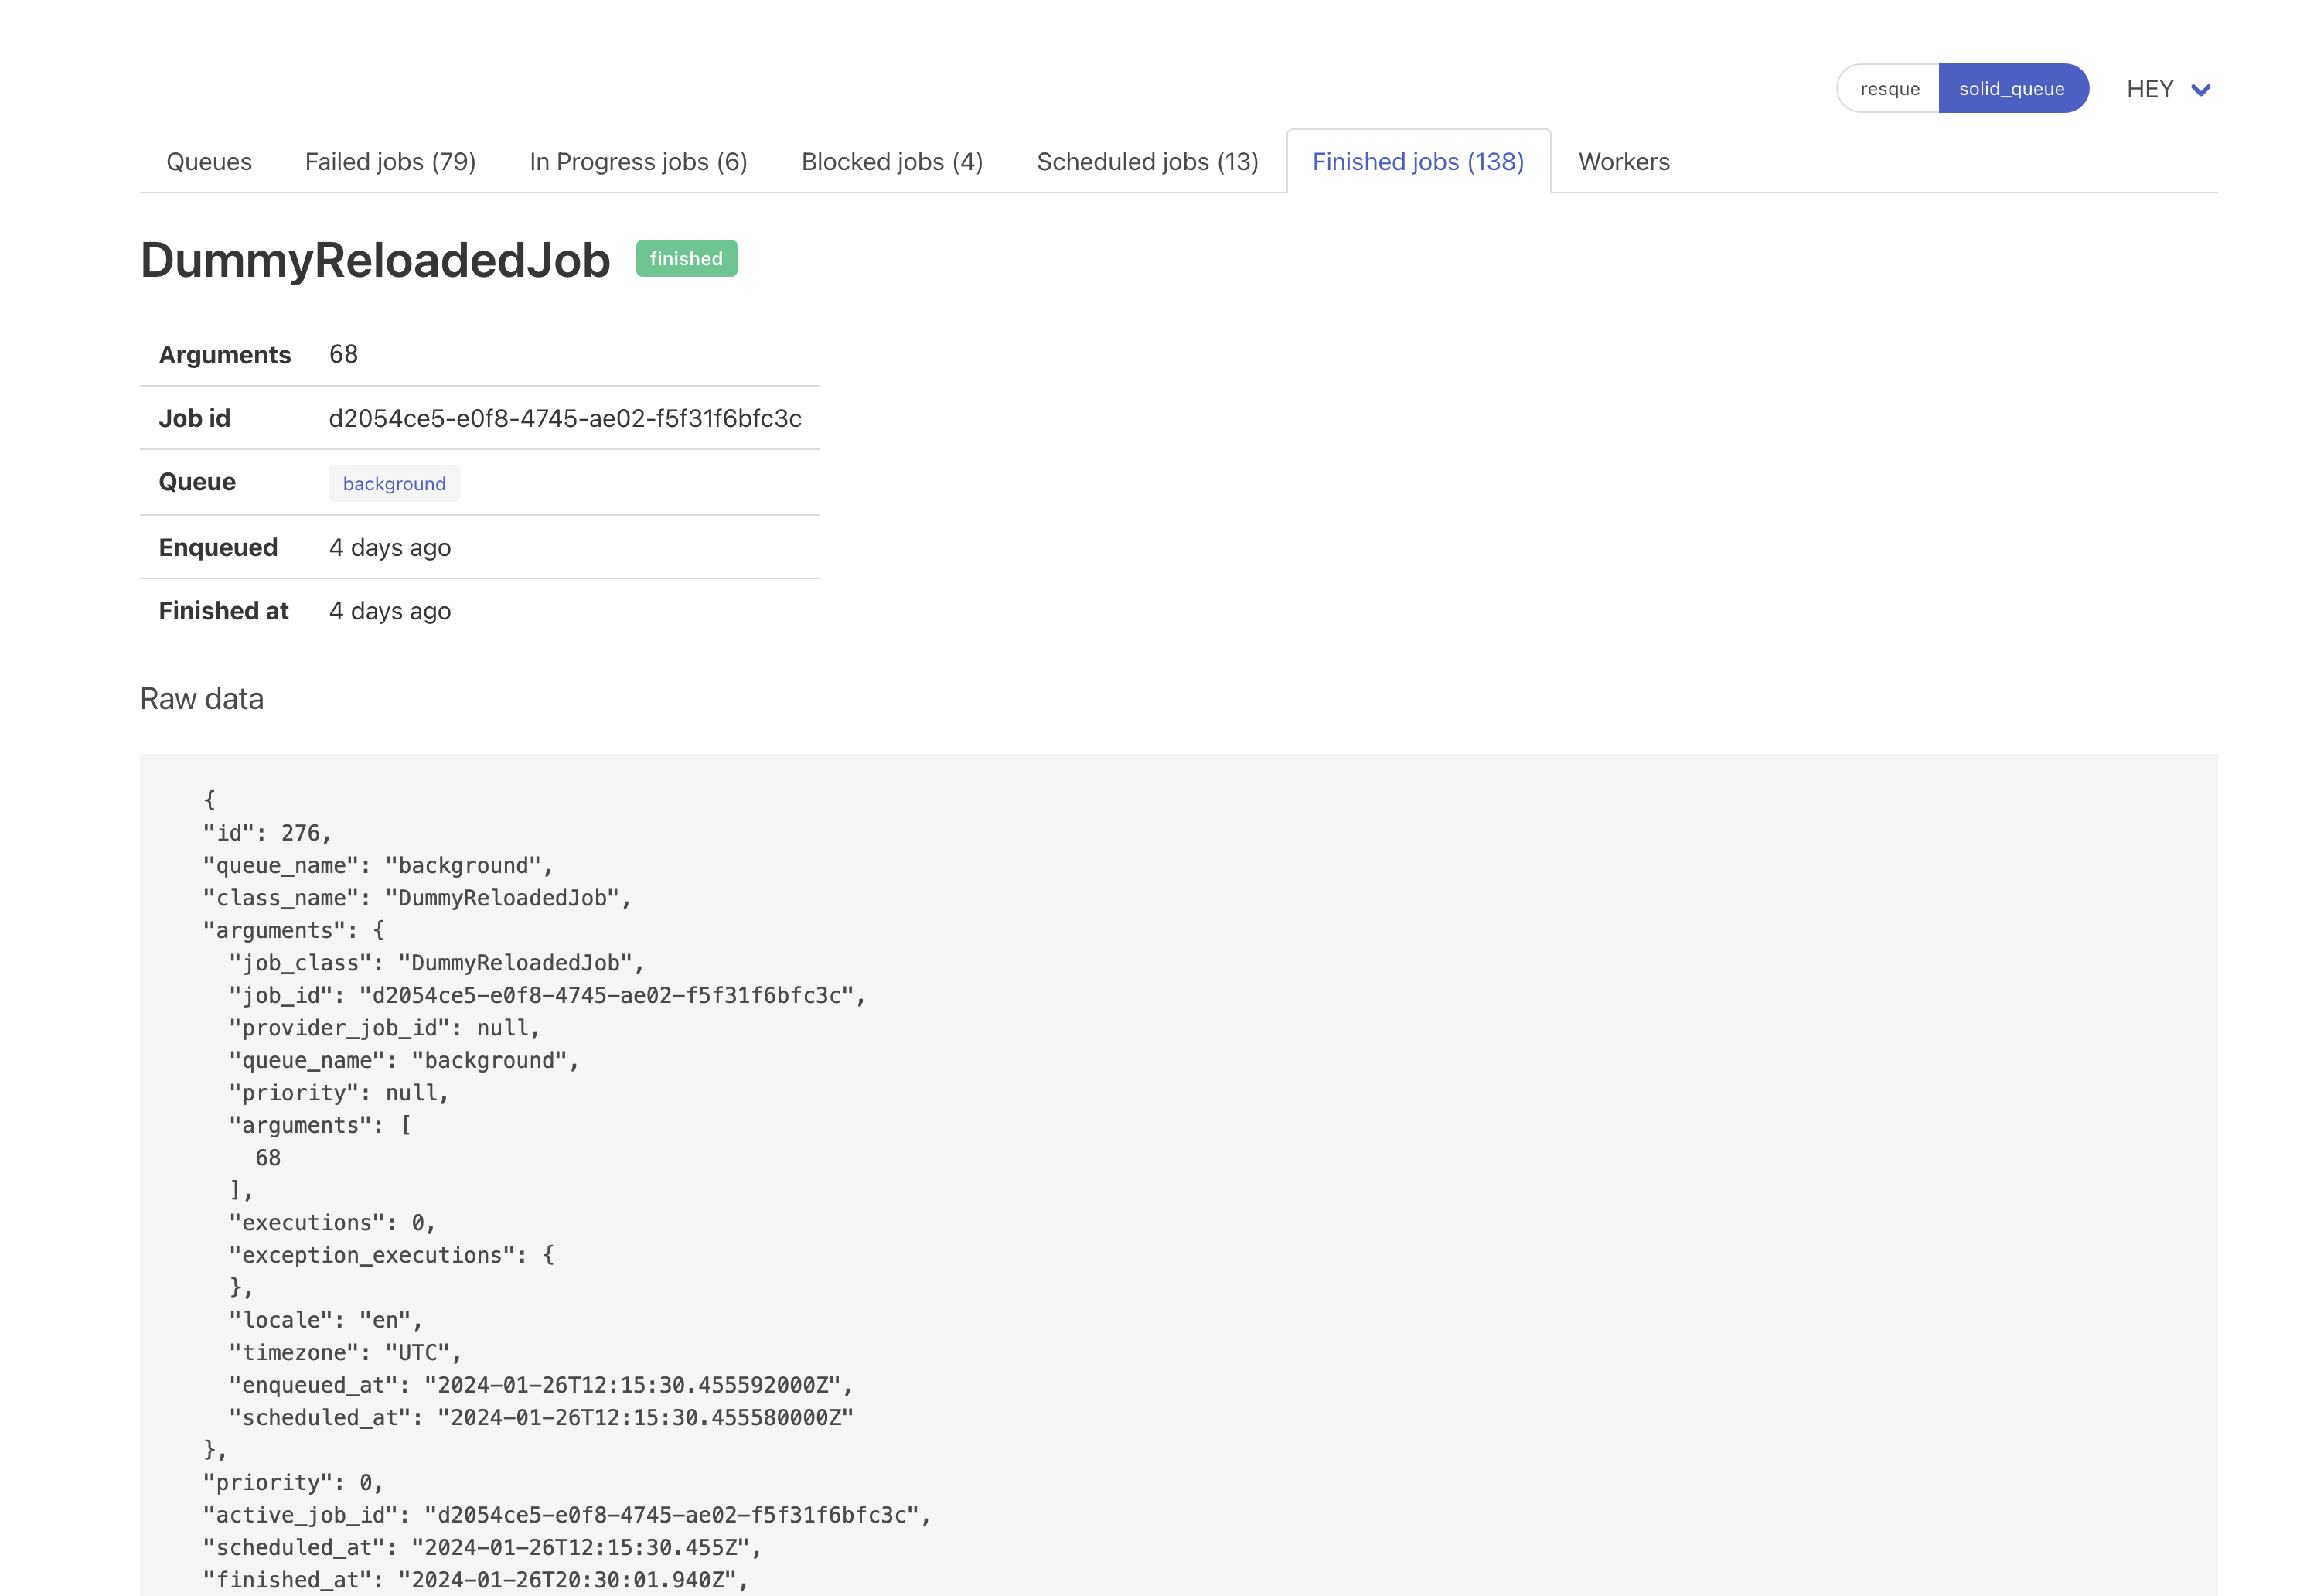 resque solid_queue HEY
Queues Failed jobs (79) In Progress jobs (6) Blocked jobs (4) Scheduled jobs (13) Finished jobs (138) Workers
DummyReloadedJob finished
Arguments 68
Job id d2054ce5-e0f8-4745-ae02-f5f31f6bfc3c
Queue background
Enqueued 4 days ago
Finished at 4 days ago
Raw data
{
"id": 276,
"queue_name": "background",
"class_name": "DummyReloadedJob",
"arguments": {
"job_class": "DummyReloadedJob",
"job_id": "d2054ce5-e0f8-4745-ae02-f5f31f6bfc3c",
"provider_job_id": null,
"queue_name": "background",
"priority": null,
"arguments": [
68
],
"executions": 0,
"exception_executions": {
},
"locale": "en",
"timezone": "UTC",
"enqueued_at": "2024-01-26T12:15:30.455592000Z",
"scheduled_at": "2024-01-26T12:15:30.455580000Z"
},
"priority": 0,
"active_job_id": "d2054ce5-e0f8-4745-ae02-f5f31f6bfc3c",
"scheduled_at": "2024-01-26T12:15:30.455Z",
"finished_at": "2024-01-26T20:30:01.940Z",